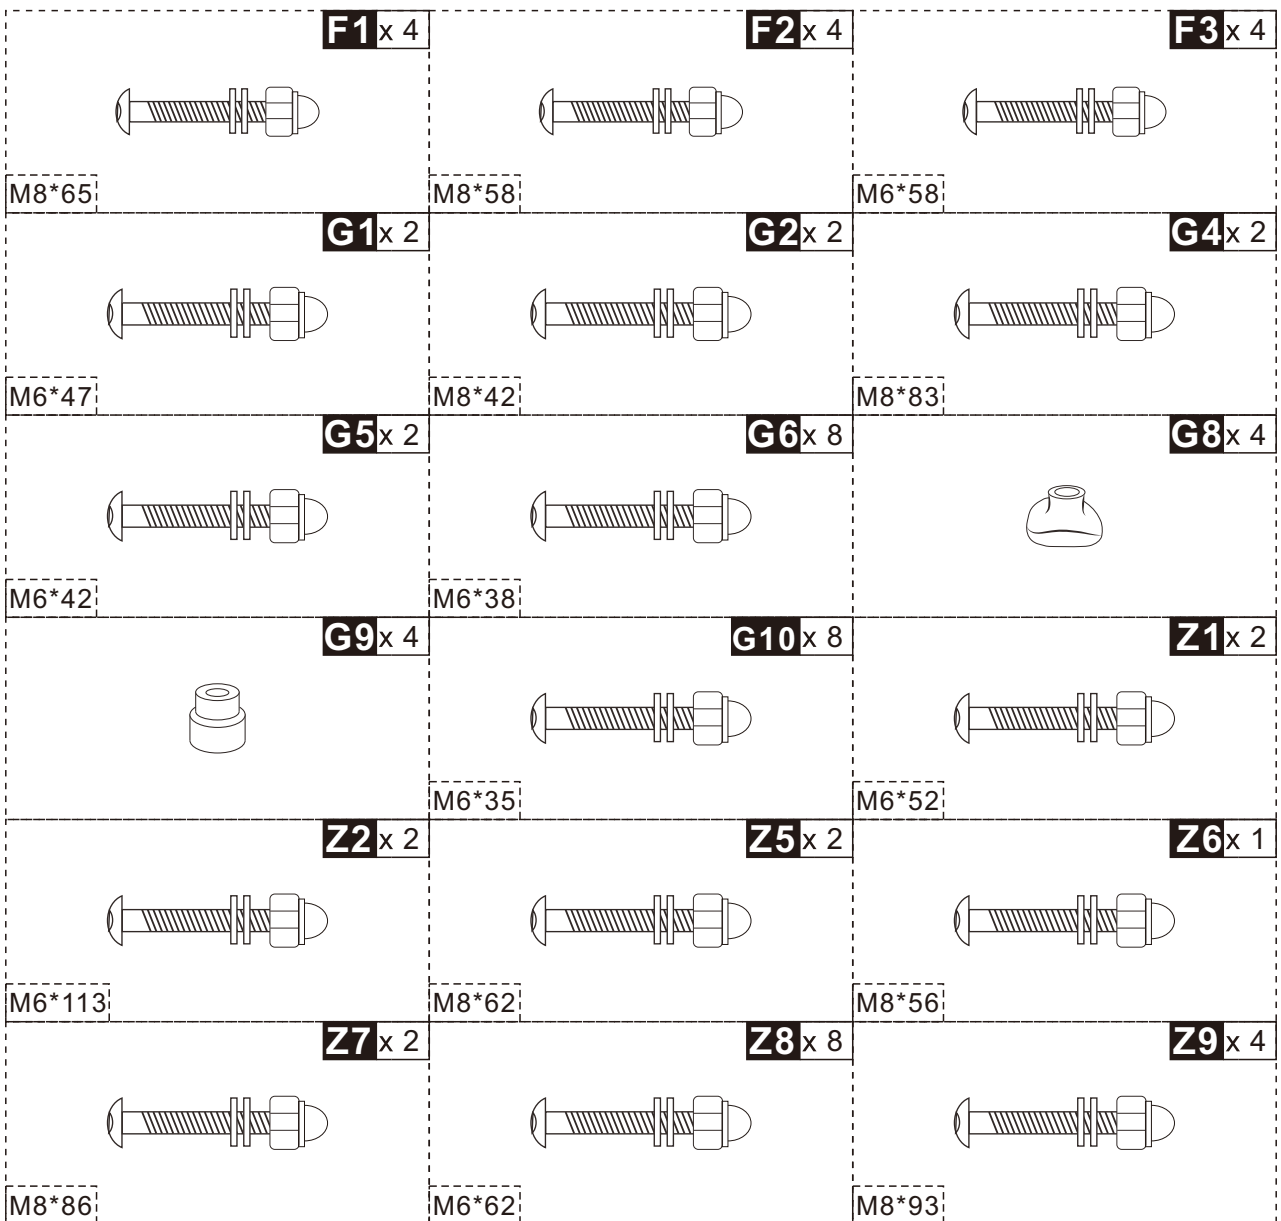 F1 x 4
F2 x 4
F3 x 4
M8*65
M8*58
M6*58
G1 x 2
G2 x 2
G4 x 2
M6*47
M8*42
M8*83
G5 x 2
G6 x 8
G8 x 4
M6*42
M6*38
G9 x 4
G10 x 8
Z1 x 2
M6*35
M6*52
Z2 x 2
Z5 x 2
Z6 x 1
M6*113
M8*62
M8*56
Z7 x 2
Z8 x 8
Z9 x 4
M8*86
M6*62
M8*93